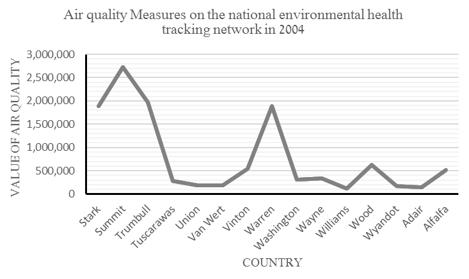 Air quality Measures on the national environmental health
tracking network in 2004
VALUE OF AIR QUALITY
3,000,000
2,500,000
2,000,000
1,500,000
1,000,000
500,000
0
Stark
Summit
Trumbull
Tuscarawas
Union
Van Wert
Vinton
Warren
Washington
Wayne
Williams
Wood
Wyandot
Adair
Alfalfa
COUNTRY